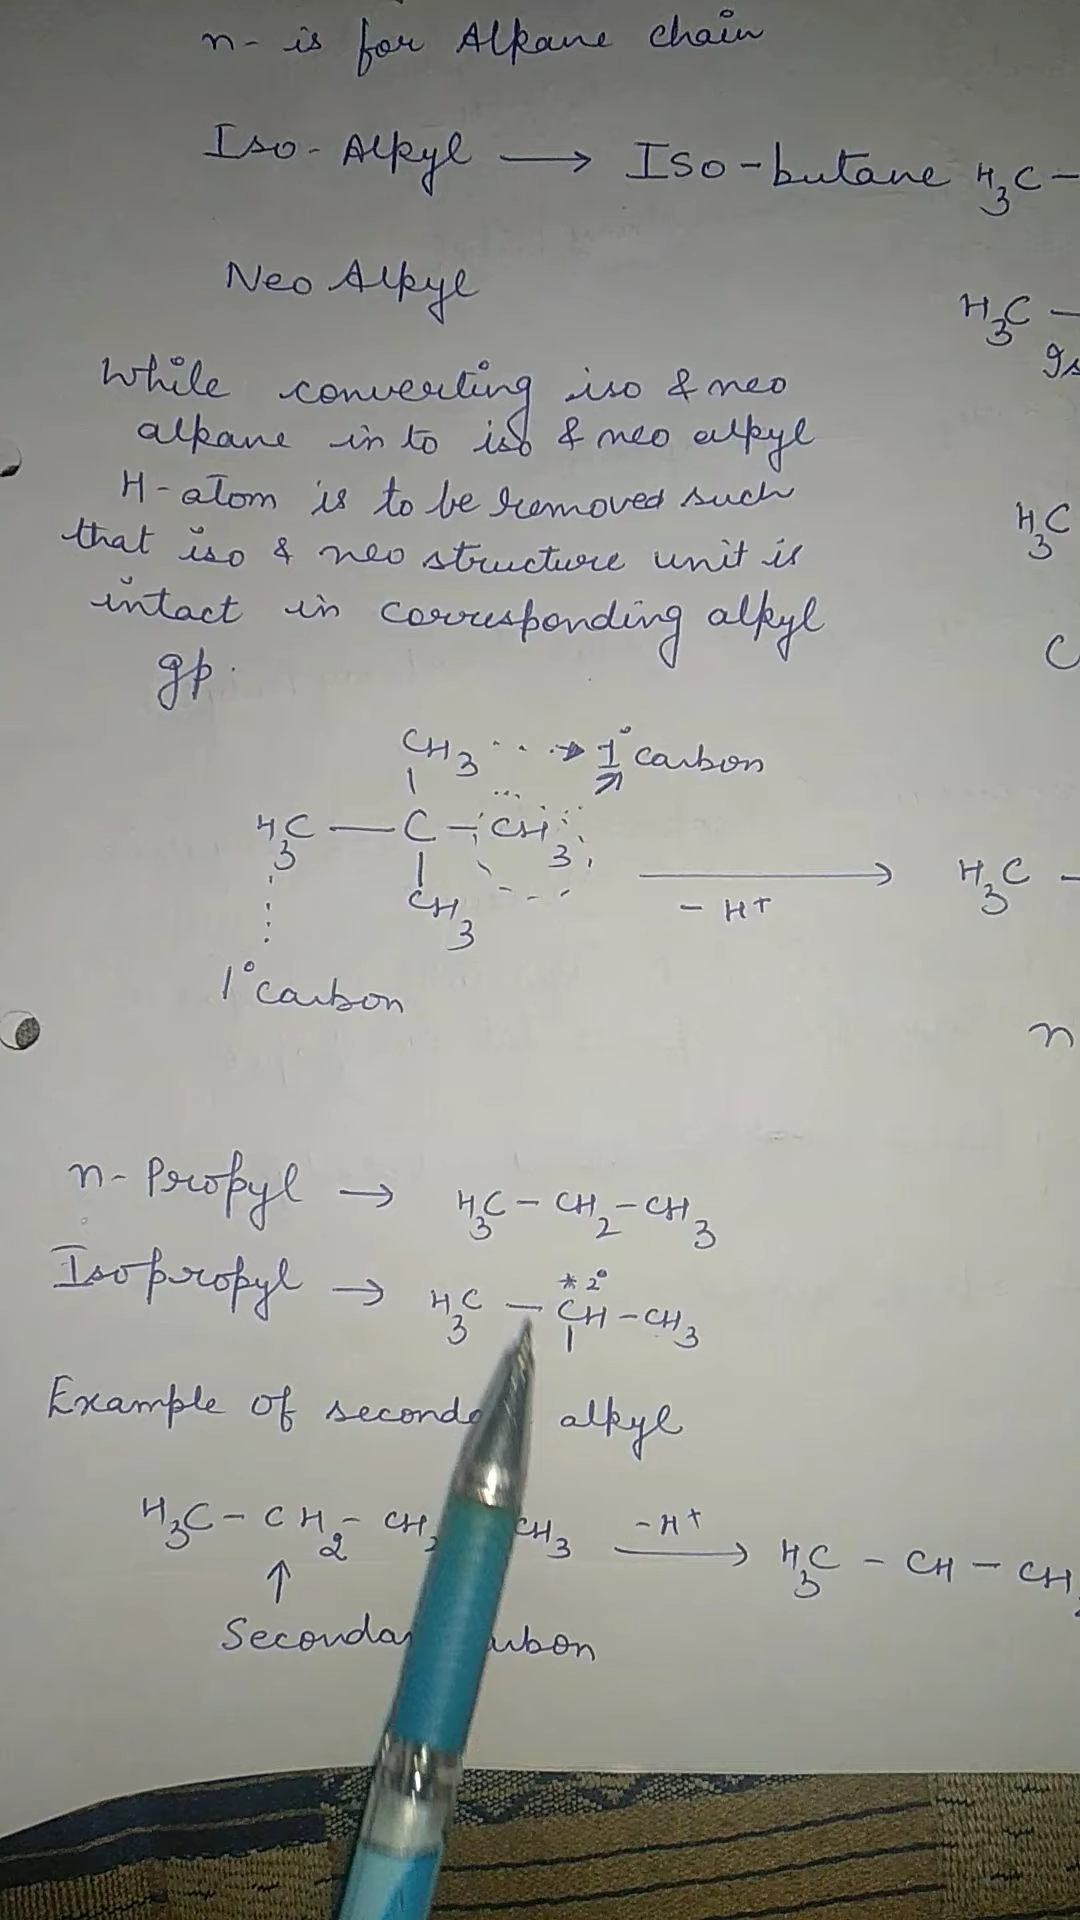 n- is for Alkane chain
Iso-Alkyl → Iso-butane H3C -
Neo Alkyl
H3C -
While converting iso & neo
alkane in to iso & neo alkyl
H-atom is to be removed such
H3C
that iso & neo structure unit is
intact in corresponding alkyl
gp.
CH3 ···→ 1° carbon
H3C — C - CH3
CH3
- H+
H3C -
1° carbon
n
n-Propyl → H3C - CH2 - CH3
* 2°
Isopropyl → H3C - CH - CH3
Example of alkyl
H3C - CH2 - CH CH3 - H+ → H3C - CH - CH
↑